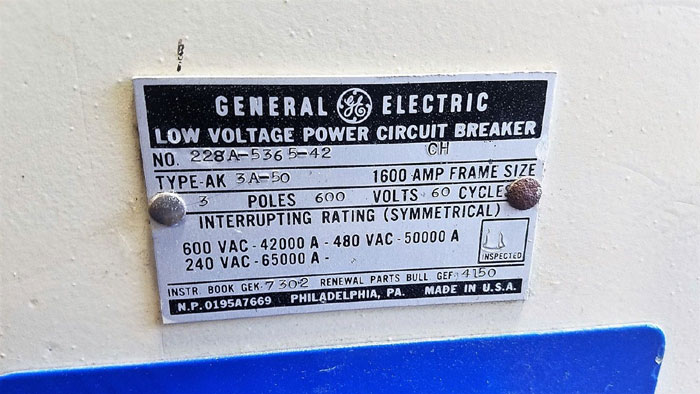 GENERAL GE ELECTRIC
LOW VOLTAGE POWER CIRCUIT BREAKER
NO. 228A-5365-42 CH
TYPE-AK 3A-50 1600 AMP FRAME SIZE
3 POLES 600 VOLTS 60 CYCLES
INTERRUPTING RATING (SYMMETRICAL)
600 VAC - 42000 A - 480 VAC - 50000 A
240 VAC - 65000 A -
INSPECTED
INSTR. BOOK GEK-7302 RENEWAL PARTS BULL GEF-4150
N.P. 0195A7669 PHILADELPHIA, PA. MADE IN U.S.A.